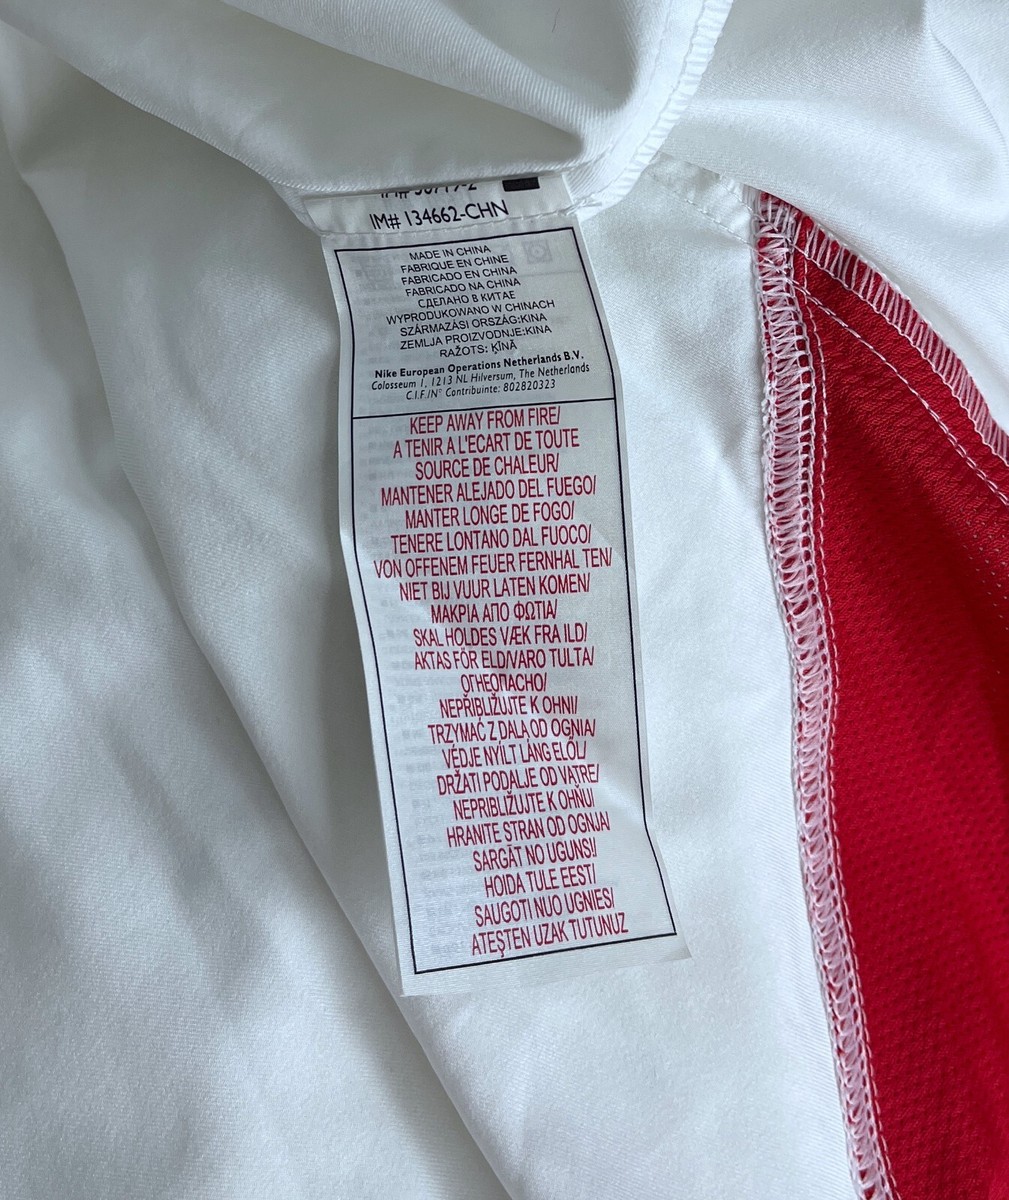 IM# 134662-CHN
MADE IN CHINA
FABRIQUE EN CHINE
FABRICADO EN CHINA
FABRICADO NA CHINA
СДЕЛАНО В КИТАЕ
WYPRODUKOWANO W CHINACH
SZÁRMAZÁSI ORSZÁG:KINA
ZEMLJA PROIZVODNJE:KINA
RAŽOTS: ĶĪNĀ
Nike European Operations Netherlands B.V.
Colosseum 1, 1213 NL Hilversum, The Netherlands
C.I.F./N° Contribuinte: 802820323
KEEP AWAY FROM FIRE/
A TENIR A L'ECART DE TOUTE
SOURCE DE CHALEUR/
MANTENER ALEJADO DEL FUEGO/
MANTER LONGE DE FOGO/
TENERE LONTANO DAL FUOCO/
VON OFFENEM FEUER FERNHAL TEN/
NIET BIJ VUUR LATEN KOMEN/
ΜΑΚΡΙΑ ΑΠΟ ΦΩΤΙΑ/
SKAL HOLDES VÆK FRA ILD/
AKTAS FÖR ELD/VARO TULTA/
ОГНЕОПАСНО/
NEPŘIBLIŽUJTE K OHNI/
TRZYMAĆ Z DALA OD OGNIA/
VÉDJE NYÍLT LÁNG ELŐL/
DRŽATI PODALJE OD VATRE/
NEPRIBLIŽUJTE K OHŇU/
HRANITE STRAN OD OGNJA/
SARGĀT NO UGUNS!/
HOIDA TULE EEST/
SAUGOTI NUO UGNIES/
ATEŞTEN UZAK TUTUNUZ